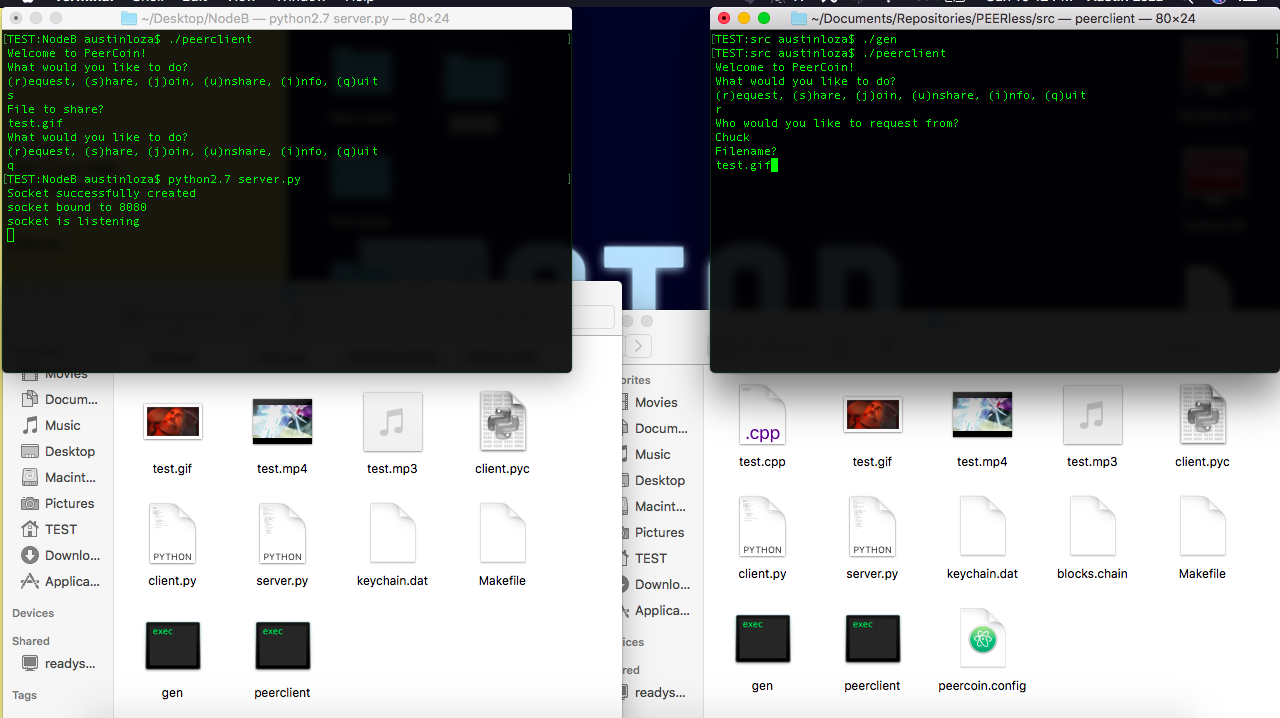 ~/Desktop/NodeB — python2.7 server.py — 80×24
[TEST:NodeB austinloza$ ./peerclient ]
Welcome to PeerCoin!
What would you like to do?
(r)equest, (s)hare, (j)oin, (u)nshare, (i)nfo, (q)uit
s
File to share?
test.gif
What would you like to do?
(r)equest, (s)hare, (j)oin, (u)nshare, (i)nfo, (q)uit
q
[TEST:NodeB austinloza$ python2.7 server.py ]
Socket successfully created
socket bound to 8080
socket is listening
~/Documents/Repositories/PEERless/src — peerclient — 80×24
[TEST:src austinloza$ ./gen ]
[TEST:src austinloza$ ./peerclient ]
Welcome to PeerCoin!
What would you like to do?
(r)equest, (s)hare, (j)oin, (u)nshare, (i)nfo, (q)uit
r
Who would you like to request from?
Chuck
Filename?
test.gif
Movies
Docum...
Music
Desktop
Macint...
Pictures
TEST
Downlo...
Applica...
Devices
Shared
readys...
Tags
test.gif
test.mp4
test.mp3
client.pyc
PYTHON
PYTHON
client.py
server.py
keychain.dat
Makefile
exec
exec
gen
peerclient
orites
Movies
Docum...
Music
Desktop
Macint...
Pictures
TEST
Downlo...
Applica...
ices
red
readys...
.cpp
test.cpp
test.gif
test.mp4
test.mp3
client.pyc
PYTHON
PYTHON
client.py
server.py
keychain.dat
blocks.chain
Makefile
exec
exec
gen
peerclient
peercoin.config